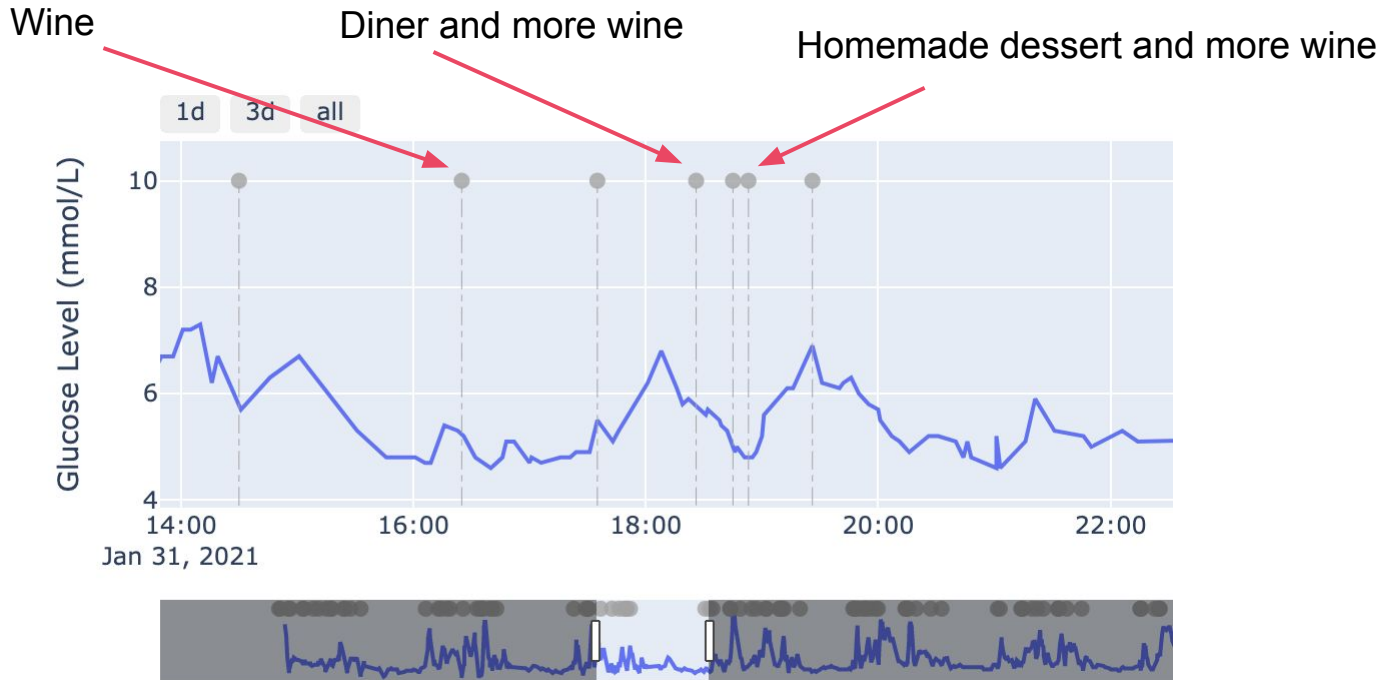 Wine
Diner and more wine
Homemade dessert and more wine
1d 3d all
Glucose Level (mmol/L)
10
8
6
4
14:00 16:00 18:00 20:00 22:00
Jan 31, 2021